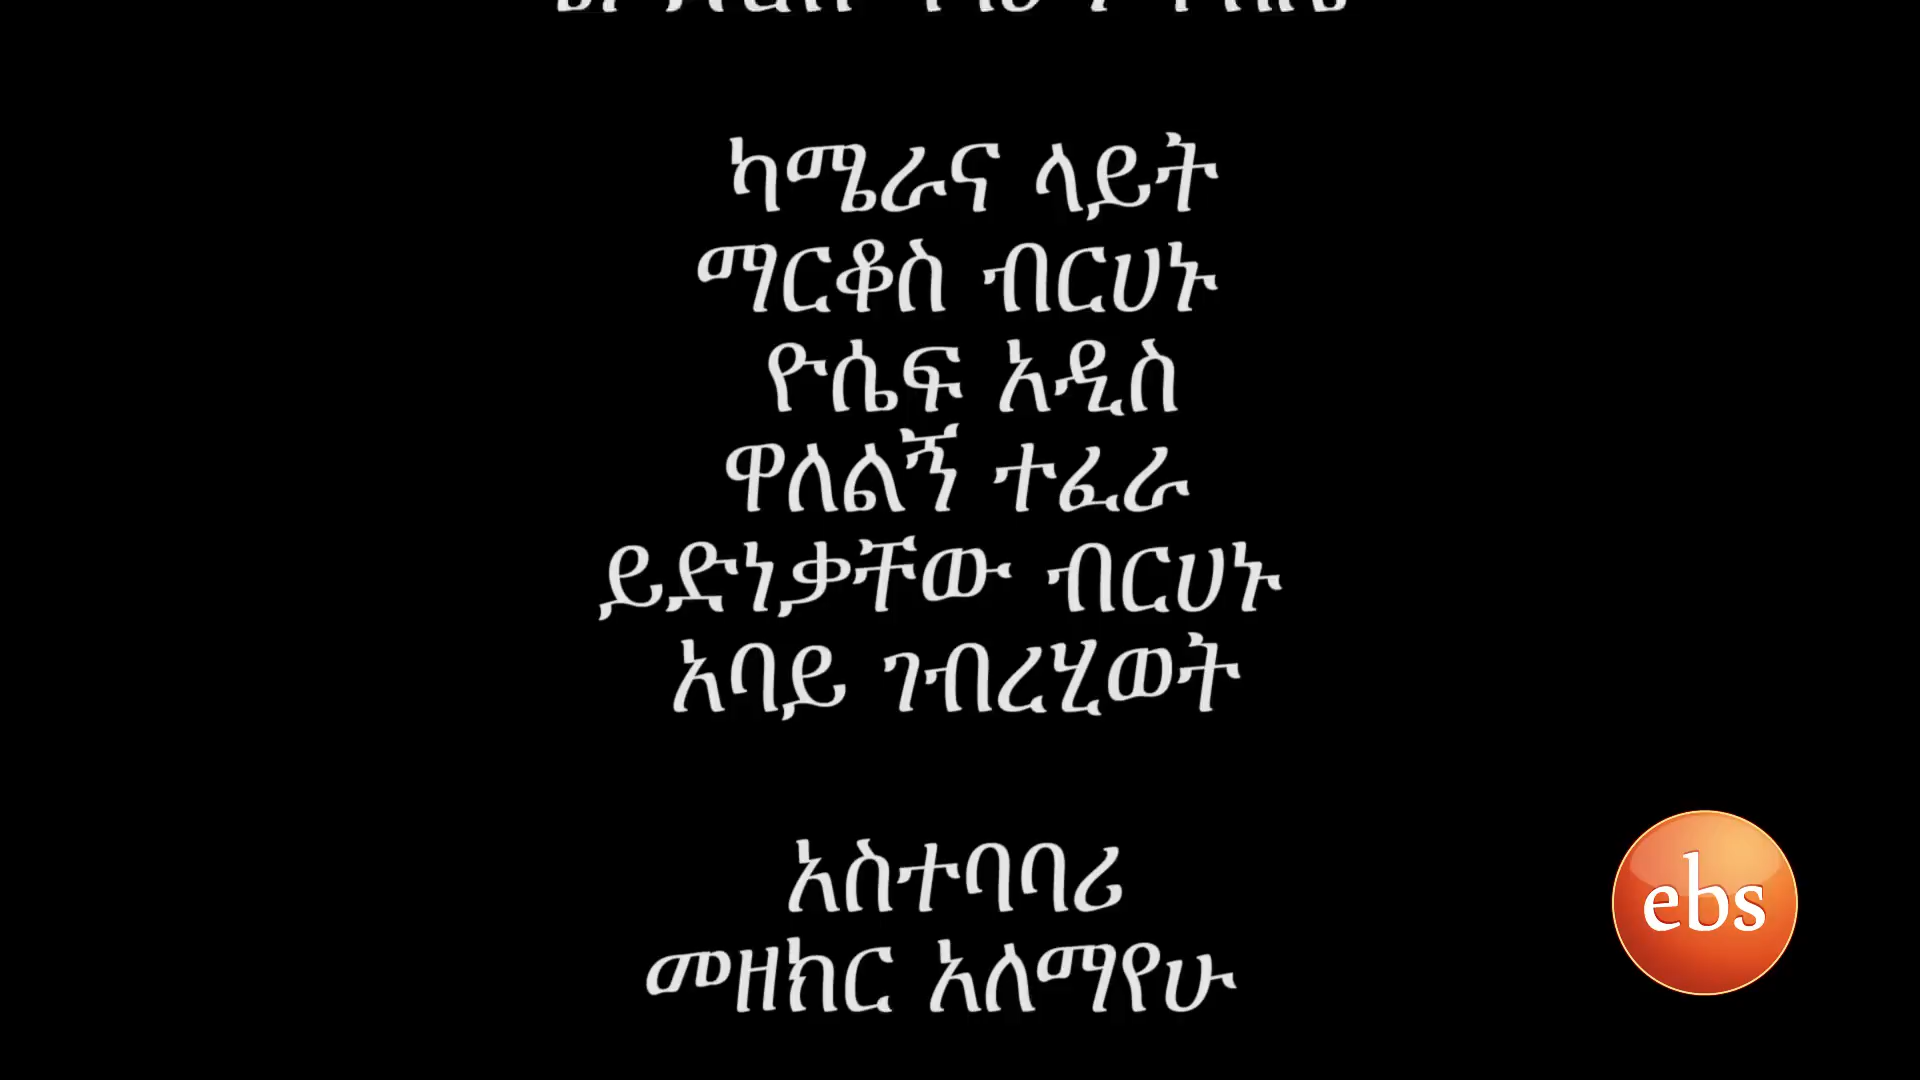 ካሜራና ላይት
ማርቆስ ብርሀኑ
ዮሴፍ አዲስ
ዋለልኝ ተፈራ
ይድነቃቸው ብርሀኑ
አባይ ገብረሂወት
አስተባባሪ
መዘክር አለማየሁ
ebs